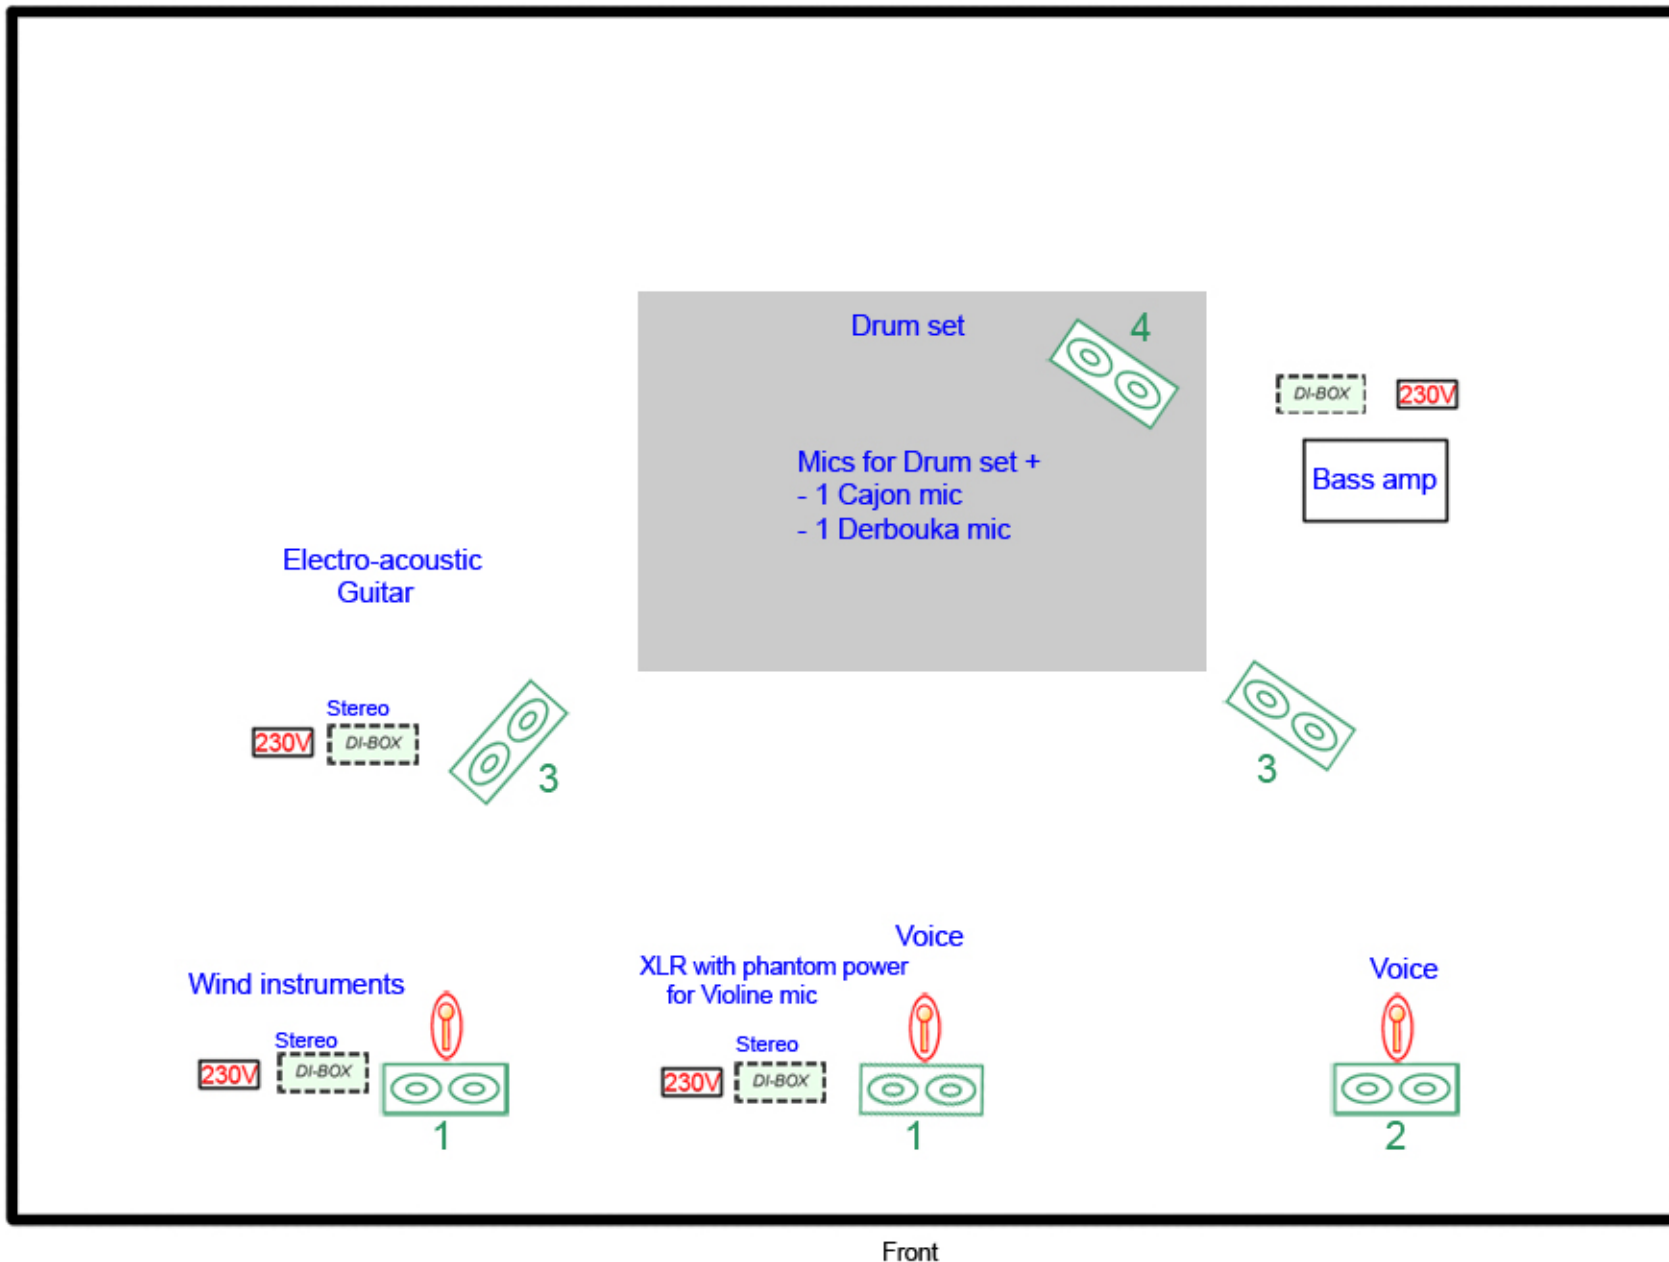 Drum set
4
DI-BOX
230V
Mics for Drum set +
- 1 Cajon mic
- 1 Derbouka mic
Bass amp
Electro-acoustic
Guitar
Stereo
230V
DI-BOX
3
3
Voice
XLR with phantom power
for Violine mic
Wind instruments
Voice
Stereo
230V
DI-BOX
Stereo
230V
DI-BOX
1
1
2
Front